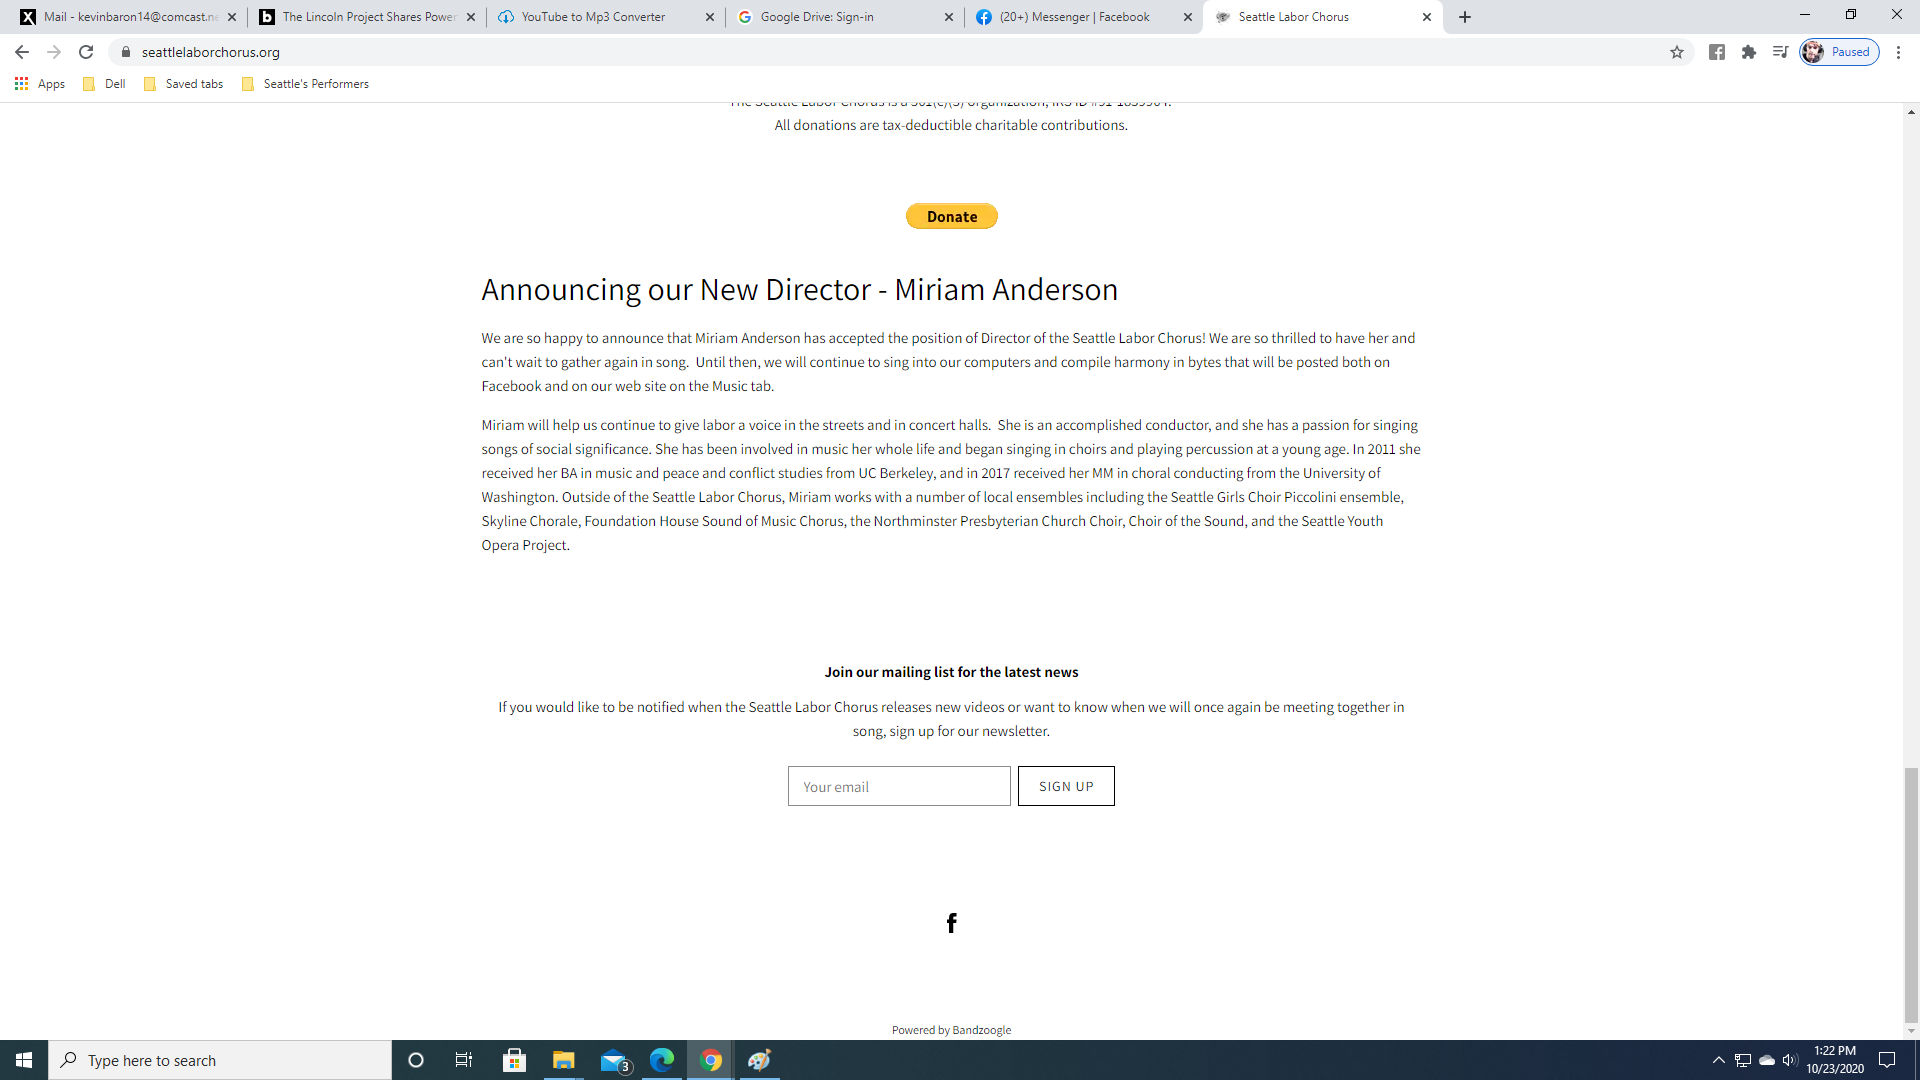 Mail - kevinbaron14@comcast.ne
The Lincoln Project Shares Power
YouTube to Mp3 Converter
Google Drive: Sign-in
(20+) Messenger | Facebook
Seattle Labor Chorus
seattlelaborchorus.org
Paused
Apps
Dell
Saved tabs
Seattle's Performers
All donations are tax-deductible charitable contributions.
Donate
Announcing our New Director - Miriam Anderson
We are so happy to announce that Miriam Anderson has accepted the position of Director of the Seattle Labor Chorus! We are so thrilled to have her and
can't wait to gather again in song.  Until then, we will continue to sing into our computers and compile harmony in bytes that will be posted both on
Facebook and on our web site on the Music tab.
Miriam will help us continue to give labor a voice in the streets and in concert halls.  She is an accomplished conductor, and she has a passion for singing
songs of social significance. She has been involved in music her whole life and began singing in choirs and playing percussion at a young age. In 2011 she
received her BA in music and peace and conflict studies from UC Berkeley, and in 2017 received her MM in choral conducting from the University of
Washington. Outside of the Seattle Labor Chorus, Miriam works with a number of local ensembles including the Seattle Girls Choir Piccolini ensemble,
Skyline Chorale, Foundation House Sound of Music Chorus, the Northminster Presbyterian Church Choir, Choir of the Sound, and the Seattle Youth
Opera Project.
Join our mailing list for the latest news
If you would like to be notified when the Seattle Labor Chorus releases new videos or want to know when we will once again be meeting together in
song, sign up for our newsletter.
Your email
SIGN UP
f
Powered by Bandzoogle
Type here to search
3
1:22 PM
10/23/2020